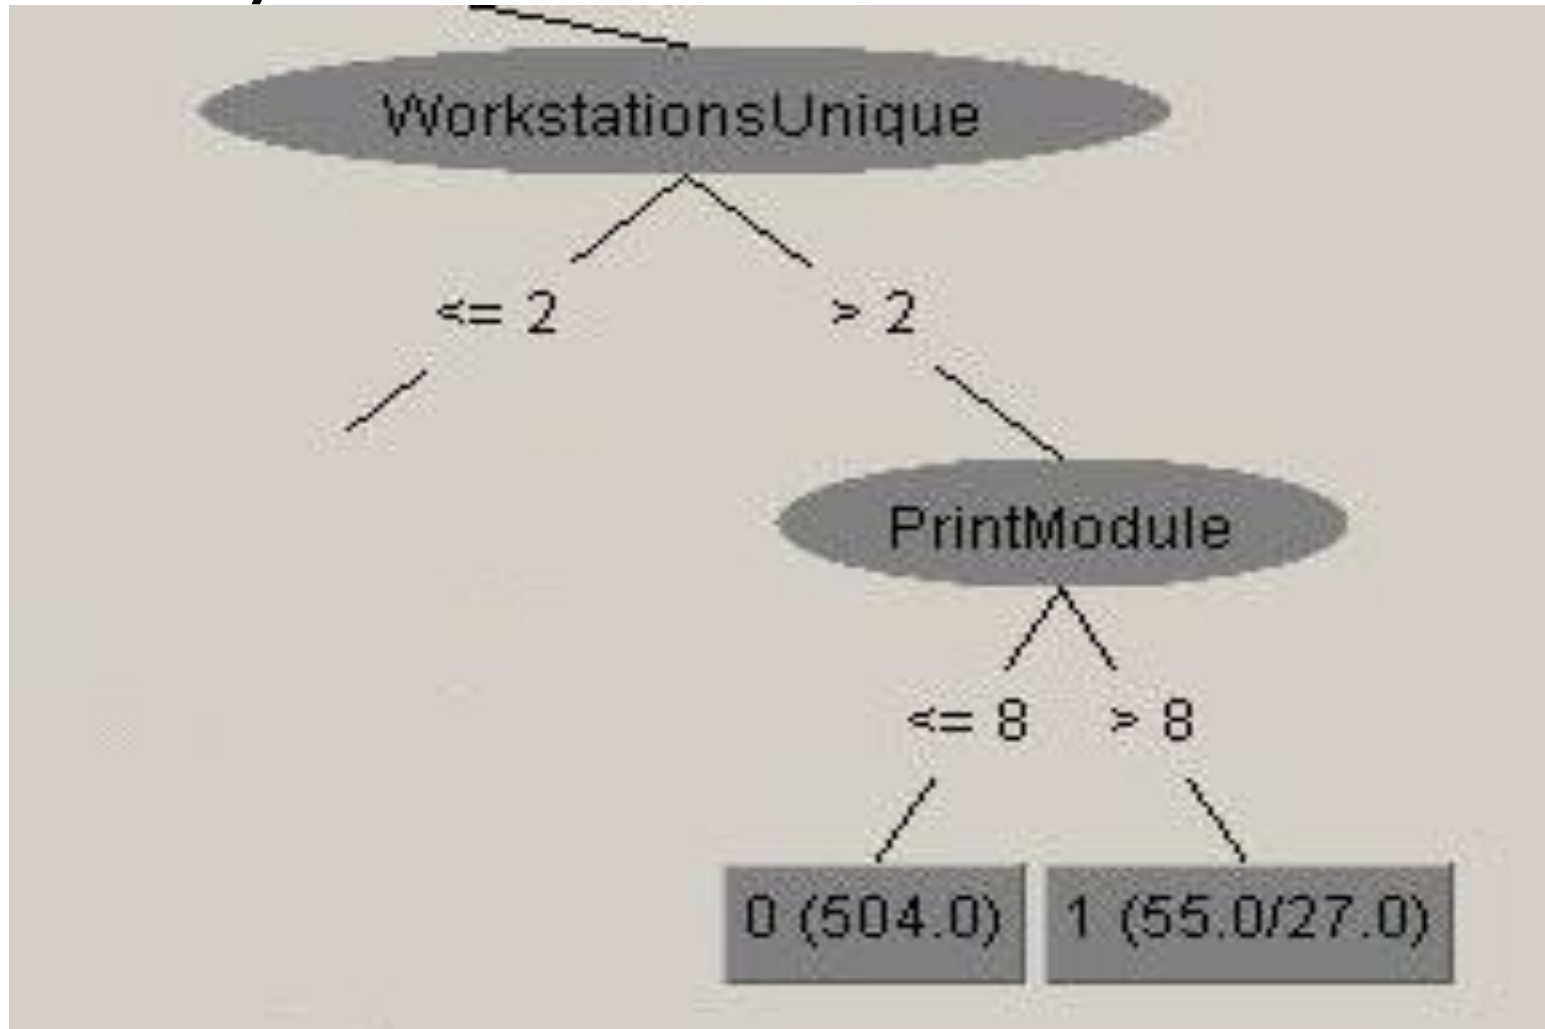 WorkstationsUnique
<= 2 > 2
PrintModule
<= 8 > 8
0 (504.0) 1 (55.0/27.0)